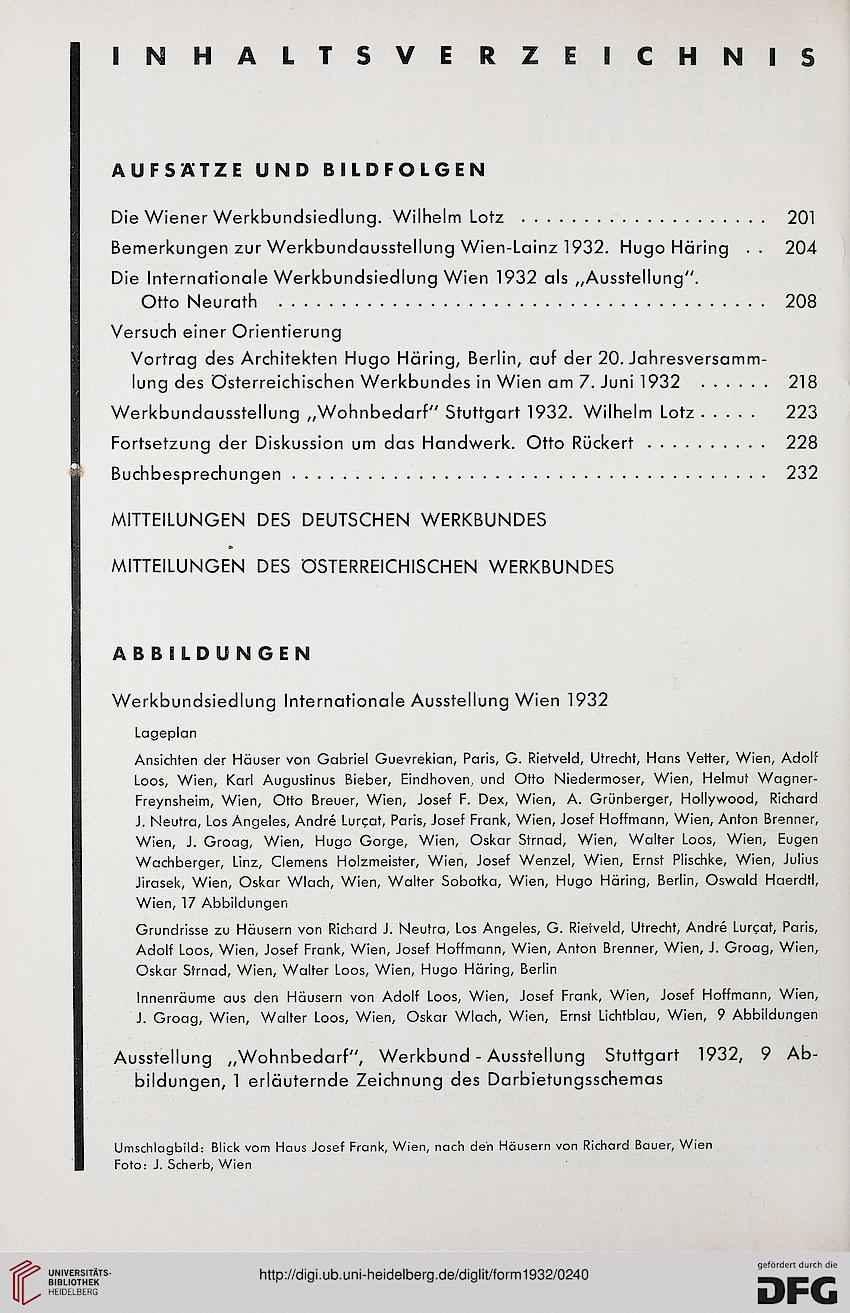 INHALTSVERZEICHNIS
AUFSÄTZE UND BILDFOLGEN
Die Wiener Werkbundsiedlung. Wilhelm Lotz . . . . . . . . . . . . . . . . . . . . 201
Bemerkungen zur Werkbundausstellung Wien-Lainz 1932. Hugo Häring . . 204
Die Internationale Werkbundsiedlung Wien 1932 als „Ausstellung".
Otto Neurath . . . . . . . . . . . . . . . . . . . . . . . . . . . . . . . . . . . . . . . 208
Versuch einer Orientierung
Vortrag des Architekten Hugo Häring, Berlin, auf der 20. Jahresversamm-
lung des Österreichischen Werkbundes in Wien am 7. Juni 1932 . . . . . . 218
Werkbundausstellung „Wohnbedarf" Stuttgart 1932. Wilhelm Lotz . . . . . 223
Fortsetzung der Diskussion um das Handwerk. Otto Rückert . . . . . . . . . . 228
Buchbesprechungen . . . . . . . . . . . . . . . . . . . . . . . . . . . . . . . . . . . . . . 232
MITTEILUNGEN DES DEUTSCHEN WERKBUNDES
MITTEILUNGEN DES ÖSTERREICHISCHEN WERKBUNDES
ABBILDUNGEN
Werkbundsiedlung Internationale Ausstellung Wien 1932
Lageplan
Ansichten der Häuser von Gabriel Guevrekian, Paris, G. Rietveld, Utrecht, Hans Vetter, Wien, Adolf
Loos, Wien, Karl Augustinus Bieber, Eindhoven, und Otto Niedermoser, Wien, Helmut Wagner-
Freynsheim, Wien, Otto Breuer, Wien, Josef F. Dex, Wien, A. Grünberger, Hollywood, Richard
J. Neutra, Los Angeles, André Lurçat, Paris, Josef Frank, Wien, Josef Hoffmann, Wien, Anton Brenner,
Wien, J. Groag, Wien, Hugo Gorge, Wien, Oskar Strnad, Wien, Walter Loos, Wien, Eugen
Wachberger, Linz, Clemens Holzmeister, Wien, Josef Wenzel, Wien, Ernst Plischke, Wien, Julius
Jirasek, Wien, Oskar Wlach, Wien, Walter Sobotka, Wien, Hugo Häring, Berlin, Oswald Haerdtl,
Wien, 17 Abbildungen
Grundrisse zu Häusern von Richard J. Neutra, Los Angeles, G. Rietveld, Utrecht, André Lurçat, Paris,
Adolf Loos, Wien, Josef Frank, Wien, Josef Hoffmann, Wien, Anton Brenner, Wien, J. Groag, Wien,
Oskar Strnad, Wien, Walter Loos, Wien, Hugo Häring, Berlin
Innenräume aus den Häusern von Adolf Loos, Wien, Josef Frank, Wien, Josef Hoffmann, Wien,
J. Groag, Wien, Walter Loos, Wien, Oskar Wlach, Wien, Ernst Lichtblau, Wien, 9 Abbildungen
Ausstellung „Wohnbedarf", Werkbund - Ausstellung Stuttgart 1932, 9 Ab-
bildungen, 1 erläuternde Zeichnung des Darbietungsschemas
Umschlagbild: Blick vom Haus Josef Frank, Wien, nach den Häusern von Richard Bauer, Wien
Foto: J. Scherb, Wien
UNIVERSITÄTS-
BIBLIOTHEK
HEIDELBERG
http://digi.ub.uni-heidelberg.de/diglit/form1932/0240
gefördert durch die
DFG